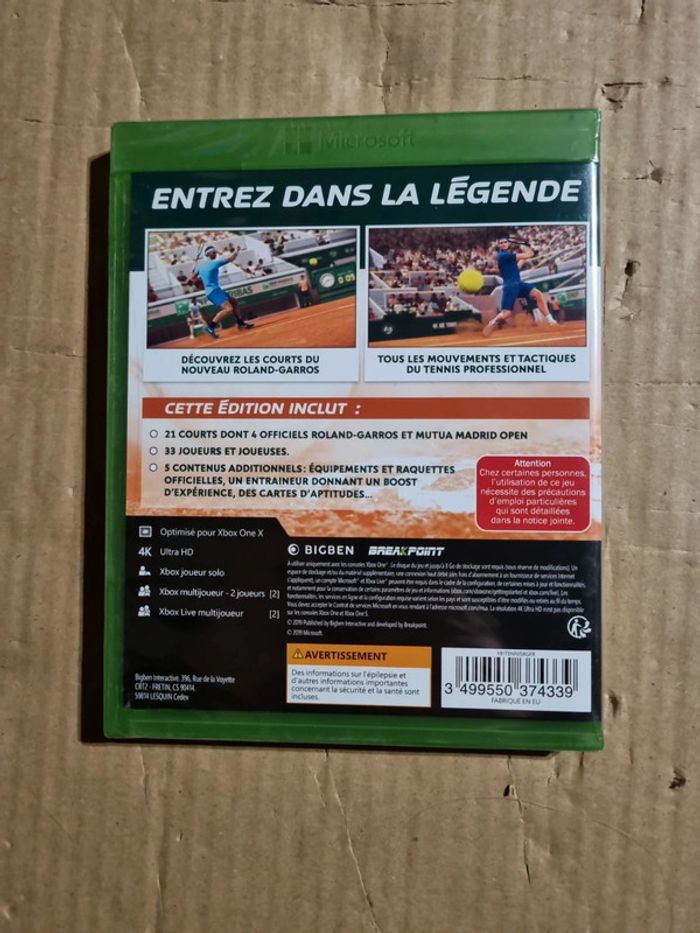 Microsoft
ENTREZ DANS LA LÉGENDE
DÉCOUVREZ LES COURTS DU
NOUVEAU ROLAND-GARROS
TOUS LES MOUVEMENTS ET TACTIQUES
DU TENNIS PROFESSIONNEL
CETTE ÉDITION INCLUT :
21 COURTS DONT 4 OFFICIELS ROLAND-GARROS ET MUTUA MADRID OPEN
33 JOUEURS ET JOUEUSES.
5 CONTENUS ADDITIONNELS : ÉQUIPEMENTS ET RAQUETTES
OFFICIELLES, UN ENTRAINEUR DONNANT UN BOOST
D'EXPÉRIENCE, DES CARTES D'APTITUDES...
Attention
Chez certaines personnes,
l'utilisation de ce jeu
nécessite des précautions
d'emploi particulières
qui sont détaillées
dans la notice jointe.
Optimisé pour Xbox One X
4K Ultra HD
Xbox joueur solo
Xbox multijoueur - 2 joueurs [2]
Xbox Live multijoueur [2]
BIGBEN BREAKPOINT
© 2019 Published by Bigben Interactive and developed by Breakpoint.
© 2019 Microsoft.
Bigben Interactive. 396, Rue de la Voyette
CRT2 - FRETIN, CS 90414.
59814 LESQUIN Cedex
AVERTISSEMENT
Des informations sur l'épilepsie et
d'autres informations importantes
concernant la sécurité et la santé sont
incluses.
3 499550 374339
FABRIQUÉ EN EU